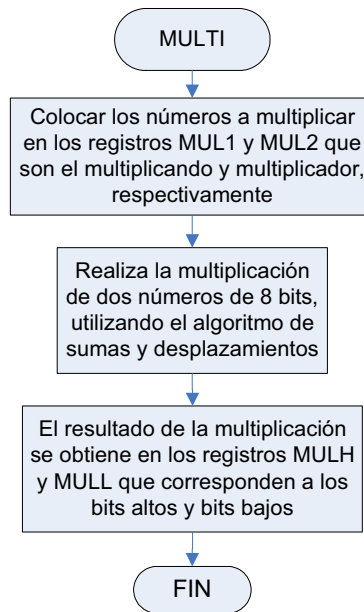 MULTI
Colocar los números a multiplicar
en los registros MUL1 y MUL2 que
son el multiplicando y multiplicador,
respectivamente
Realiza la multiplicación
de dos números de 8 bits,
utilizando el algoritmo de
sumas y desplazamientos
El resultado de la multiplicación
se obtiene en los registros MULH
y MULL que corresponden a los
bits altos y bits bajos
FIN